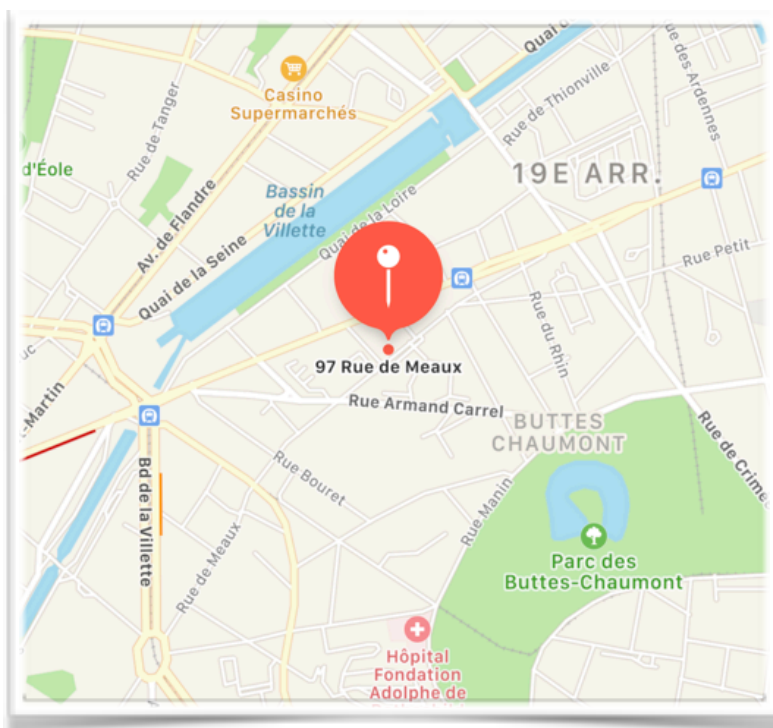 Quai d
Rue des Ardennes
Casino
Supermarchés
Rue de Tanger
Rue de Thionville
d'Éole
19E ARR.
Bassin
de la
Villette
Av. de Flandre
Quai de la Loire
Quai de la Seine
Rue Petit
Rue du Rhin
97 Rue de Meaux
uc
-Martin
Rue Armand Carrel
BUTTES
CHAUMONT
Rue de Crime
Rue Bouret
Bd de la Villette
Rue Manin
Rue de Meaux
Parc des
Buttes-Chaumont
Hôpital
Fondation
Adolphe de